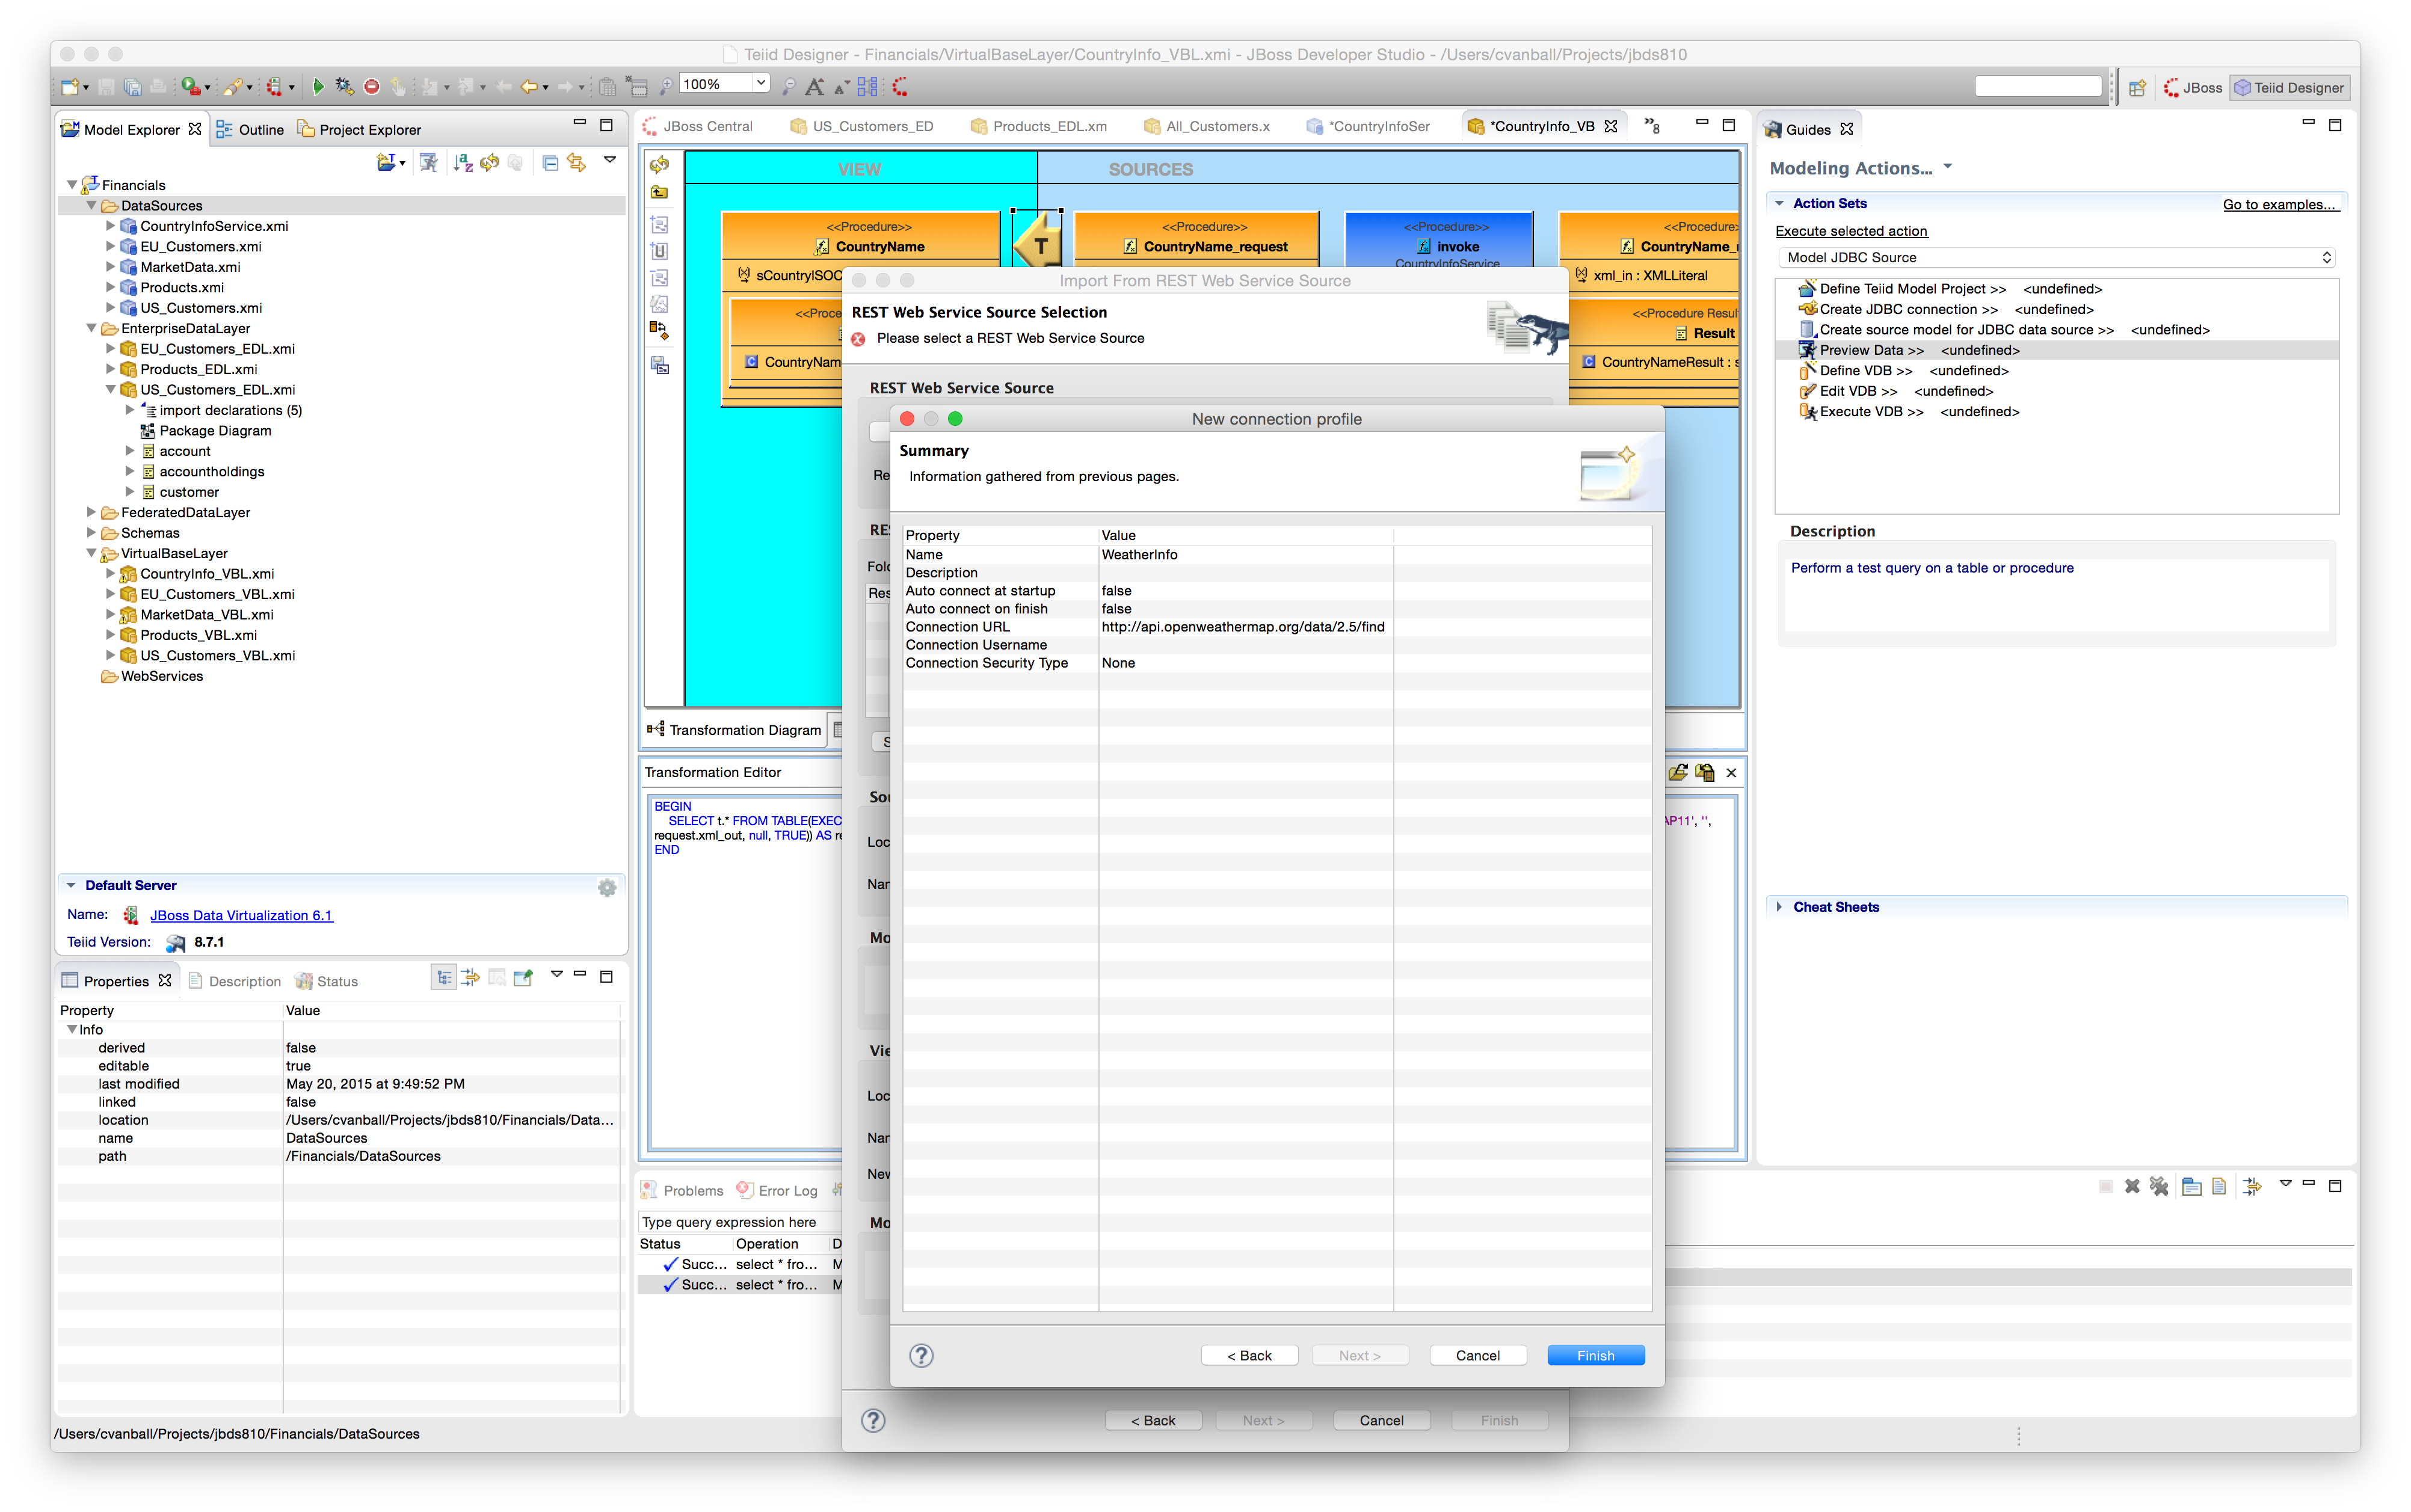 Teiid Designer - Financials/VirtualBaseLayer/CountryInfo_VBL.xmi - JBoss Developer Studio - /Users/cvanball/Projects/jbds810
100%
JBoss
Teiid Designer
Model Explorer
Outline
Project Explorer
Financials
DataSources
CountryInfoService.xmi
EU_Customers.xmi
MarketData.xmi
Products.xmi
US_Customers.xmi
EnterpriseDataLayer
EU_Customers_EDL.xmi
Products_EDL.xmi
US_Customers_EDL.xmi
import declarations (5)
Package Diagram
account
accountholdings
customer
FederatedDataLayer
Schemas
VirtualBaseLayer
CountryInfo_VBL.xmi
EU_Customers_VBL.xmi
MarketData_VBL.xmi
Products_VBL.xmi
US_Customers_VBL.xmi
WebServices
Default Server
Name:
JBoss Data Virtualization 6.1
Teiid Version:
8.7.1
Properties
Description
Status
Property
Value
Info
derived
false
editable
true
last modified
May 20, 2015 at 9:49:52 PM
linked
false
location
/Users/cvanball/Projects/jbds810/Financials/Data...
name
DataSources
path
/Financials/DataSources
/Users/cvanball/Projects/jbds810/Financials/DataSources
JBoss Central
US_Customers_ED
Products_EDL.xm
All_Customers.x
*CountryInfoSer
*CountryInfo_VB
»8
VIEW
SOURCES
<<Procedure>>
CountryName
sCountryISOC
<<Proce
CountryNam
T
<<Procedure>>
CountryName_request
<<Procedure>>
invoke
CountryInfoService
<<Procedure>
CountryName_r
xml_in : XMLLiteral
<<Procedure Resul
Result
CountryNameResult : s
Transformation Diagram
Transformation Editor
BEGIN
SELECT t.* FROM TABLE(EXEC
AP11', '',
request.xml_out, null, TRUE)) AS re
END
Problems
Error Log
Type query expression here
Status
Operation
D
Succ...
select * fro...
M
Succ...
select * fro...
M
Import From REST Web Service Source
REST Web Service Source Selection
Please select a REST Web Service Source
REST Web Service Source
Re
RES
Fold
Res
S
Sou
Loc
Nar
Mo
Vie
Loc
Nar
New
Mo
< Back
Next >
Cancel
Finish
New connection profile
Summary
Information gathered from previous pages.
Property
Value
Name
WeatherInfo
Description
Auto connect at startup
false
Auto connect on finish
false
Connection URL
http://api.openweathermap.org/data/2.5/find
Connection Username
Connection Security Type
None
< Back
Next >
Cancel
Finish
Guides
Modeling Actions...
Action Sets
Go to examples...
Execute selected action
Model JDBC Source
Define Teiid Model Project >> <undefined>
Create JDBC connection >> <undefined>
Create source model for JDBC data source >> <undefined>
Preview Data >> <undefined>
Define VDB >> <undefined>
Edit VDB >> <undefined>
Execute VDB >> <undefined>
Description
Perform a test query on a table or procedure
Cheat Sheets